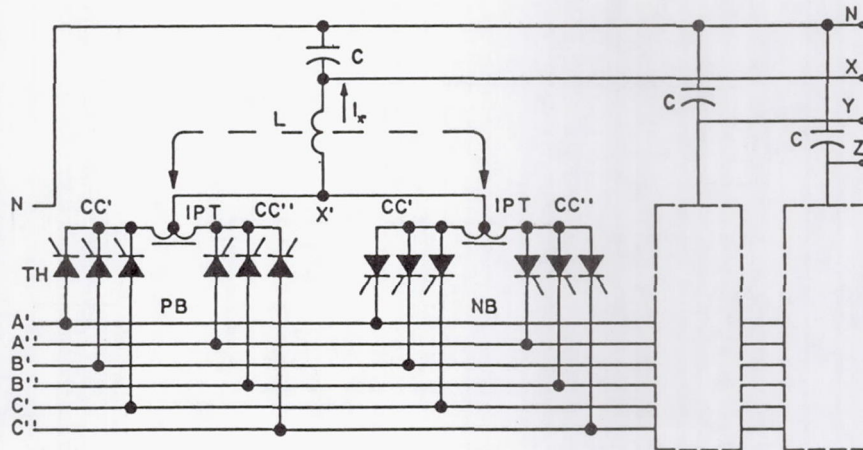 N
C
X
C
L
Iₓ
Y
C
Z
N
CC' IPT CC'' X' CC' IPT CC''
TH
PB NB
A'
A''
B'
B''
C'
C''